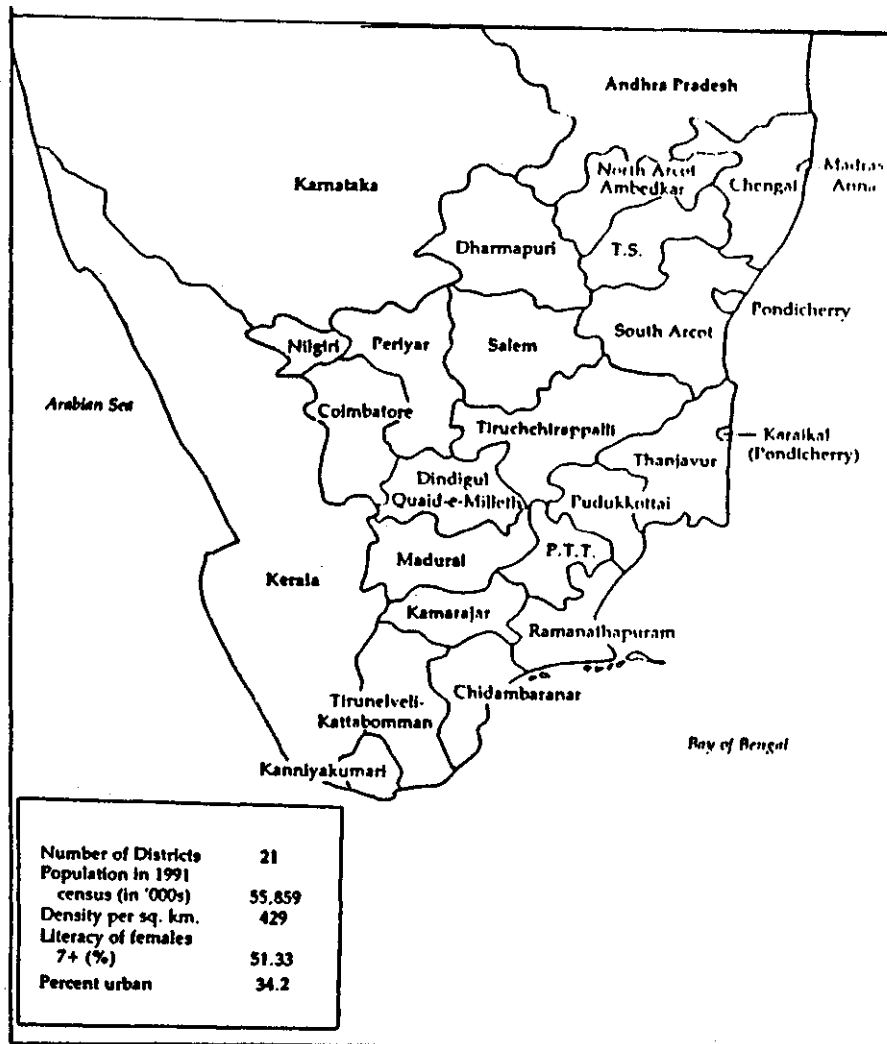 Andhra Pradesh
Karnataka
North Arcot
Ambedkar
Chengal
Madras
Anna
Dharmapuri
T.S.
Pondicherry
South Arcot
Nilgiri
Periyar
Salem
Arabian Sea
Coimbatore
Tiruchchirappalli
Karaikal
(Pondicherry)
Thanjavur
Dindigul
Quaid-e-Milleth
Pudukkottai
P.T.T.
Madurai
Kerala
Kamarajar
Ramanathapuram
Tirunelveli-
Kattabomman
Chidambaranar
Bay of Bengal
Kanniyakumari
Number of Districts 21
Population in 1991
census (in '000s) 55,859
Density per sq. km. 429
Literacy of females
7+ (%) 51.33
Percent urban 34.2